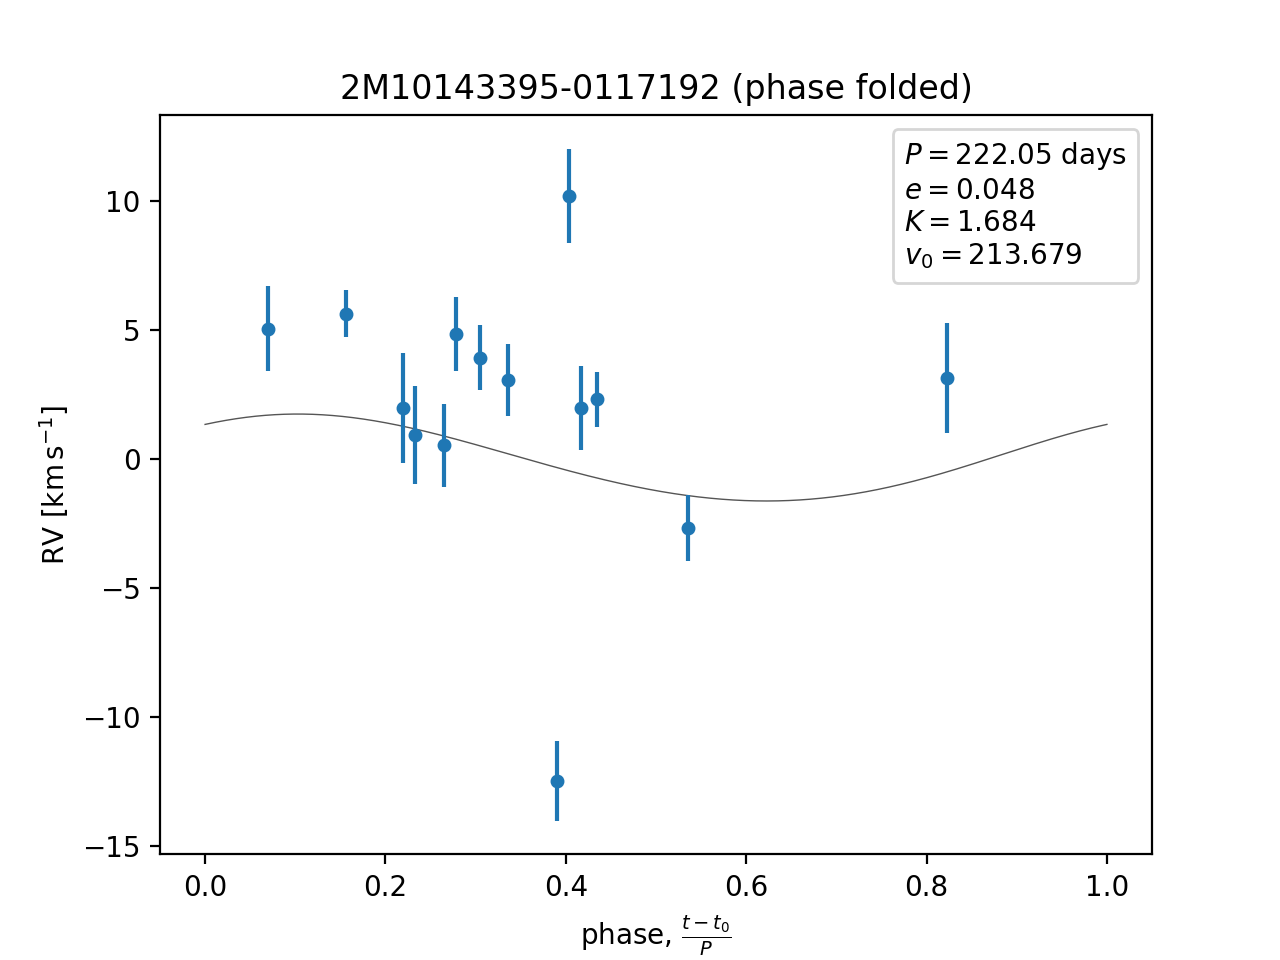 2M10143395-0117192 (phase folded)
P = 222.05 days
e = 0.048
K = 1.684
v₀ = 213.679
10
5
0
−5
−10
−15
RV [km s⁻¹]
0.0 0.2 0.4 0.6 0.8 1.0
phase, (t − t₀)/P